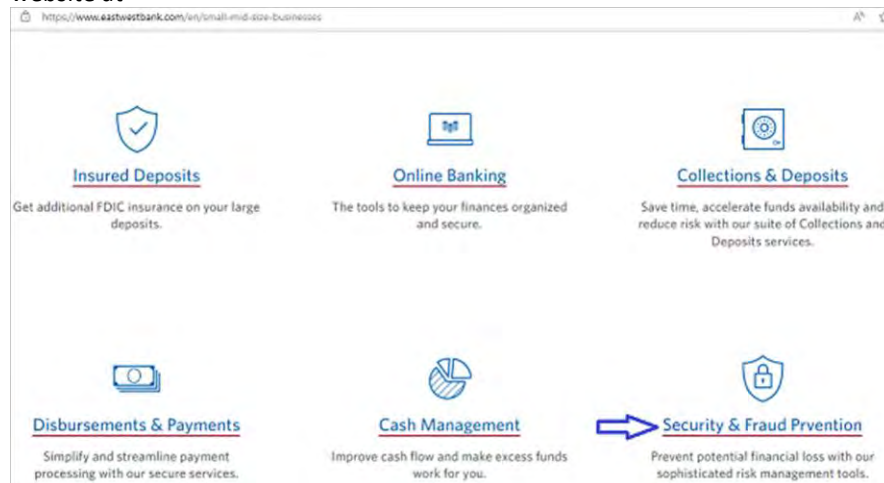 website at
https://www.eastwestbank.com/en/small-mid-size-businesses
Insured Deposits
Get additional FDIC insurance on your large
deposits.
Online Banking
The tools to keep your finances organized
and secure.
Collections & Deposits
Save time, accelerate funds availability and
reduce risk with our suite of Collections and
Deposits services.
Disbursements & Payments
Simplify and streamline payment
processing with our secure services.
Cash Management
Improve cash flow and make excess funds
work for you.
Security & Fraud Prvention
Prevent potential financial loss with our
sophisticated risk management tools.